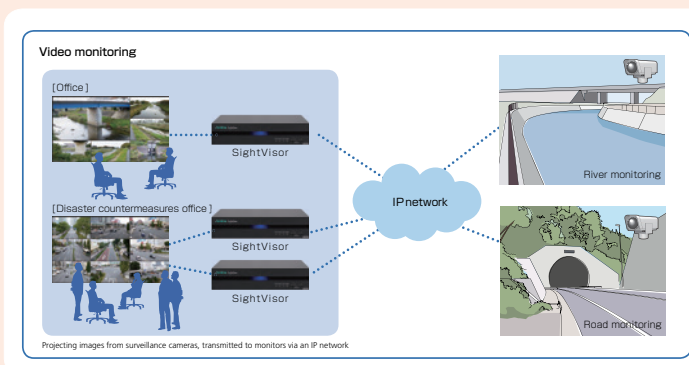 Video monitoring
[Office]
SightVisor
River monitoring
IP network
[Disaster countermeasures office]
SightVisor
SightVisor
Road monitoring
Projecting images from surveillance cameras, transmitted to monitors via an IP network